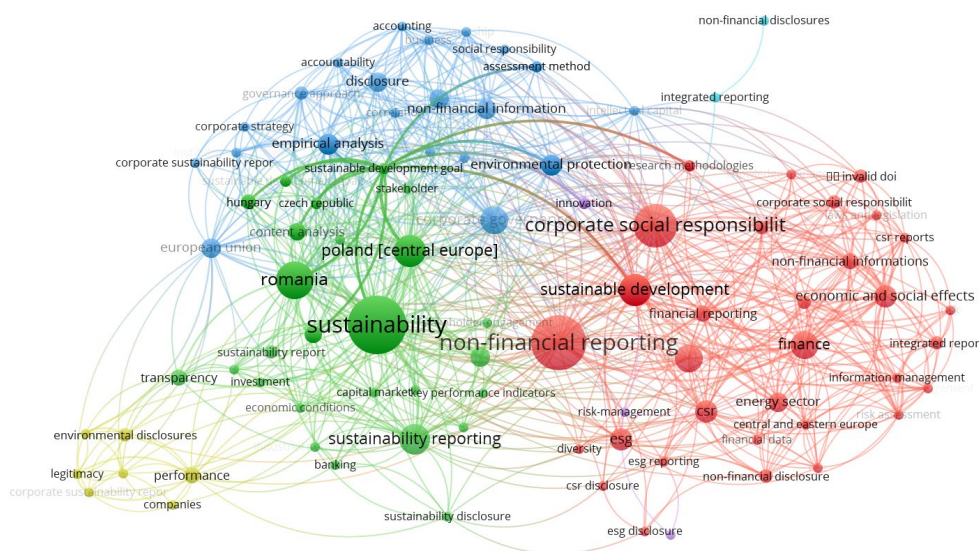 non-financial disclosures
accounting
social responsibility
accountability
assessment method
disclosure
integrated reporting
non-financial information
intellectual capital
corporate strategy
empirical analysis
corporate sustainability repor
sustainable development goal
environmental protection
research methodologies
invalid doi
stakeholder
hungary
czech republic
innovation
corporate social responsibilit
corporate social responsibilit
content analysis
csr reports
european union
poland [central europe]
non-financial informations
romania
sustainable development
economic and social effects
financial reporting
sustainability
non-financial reporting
finance
integrated repor
sustainability report
transparency
investment
information management
capital market
key performance indicators
economic conditions
risk-management
csr
energy sector
risk assessment
central and eastern europe
environmental disclosures
sustainability reporting
esg
financial data
diversity
banking
esg reporting
legitimacy
performance
non-financial disclosure
csr disclosure
corporate sustainability repor
companies
sustainability disclosure
esg disclosure